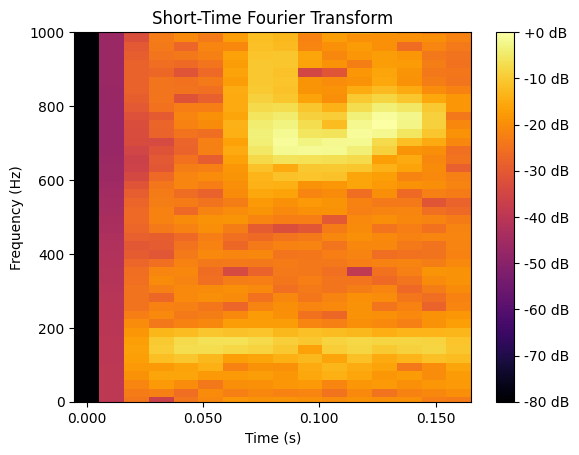 Short-Time Fourier Transform
1000
800
600
400
200
0
Frequency (Hz)
0.000
0.050
0.100
0.150
Time (s)
+0 dB
-10 dB
-20 dB
-30 dB
-40 dB
-50 dB
-60 dB
-70 dB
-80 dB